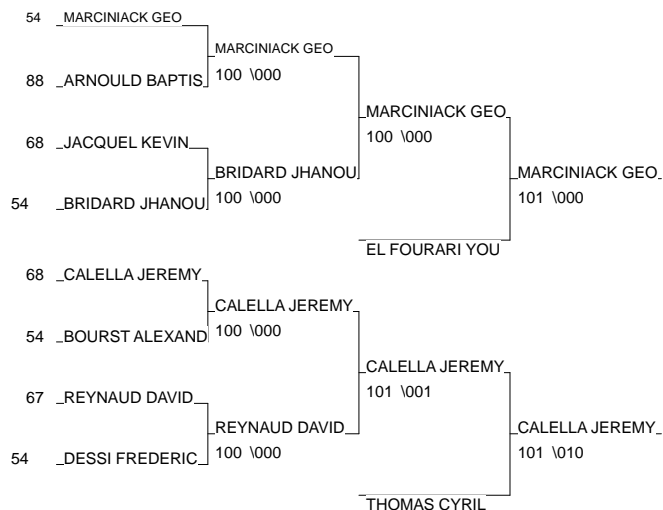 54 MARCINIACK GEO
MARCINIACK GEO
100 \000
88 ARNOULD BAPTIS
MARCINIACK GEO
100 \000
68 JACQUEL KEVIN
BRIDARD JHANOU
100 \000
MARCINIACK GEO
101 \000
54 BRIDARD JHANOU
EL FOURARI YOU
68 CALELLA JEREMY
CALELLA JEREMY
100 \000
54 BOURST ALEXAND
CALELLA JEREMY
101 \001
67 REYNAUD DAVID
REYNAUD DAVID
100 \000
CALELLA JEREMY
101 \010
54 DESSI FREDERIC
THOMAS CYRIL